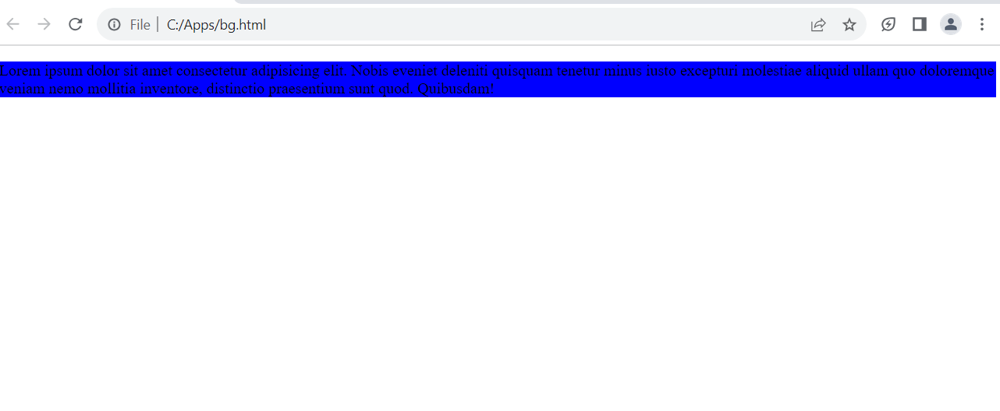 File C:/Apps/bg.html
Lorem ipsum dolor sit amet consectetur adipisicing elit. Nobis eveniet deleniti quisquam tenetur minus iusto excepturi molestiae aliquid ullam quo doloremque
veniam nemo mollitia inventore, distinctio praesentium sunt quod. Quibusdam!